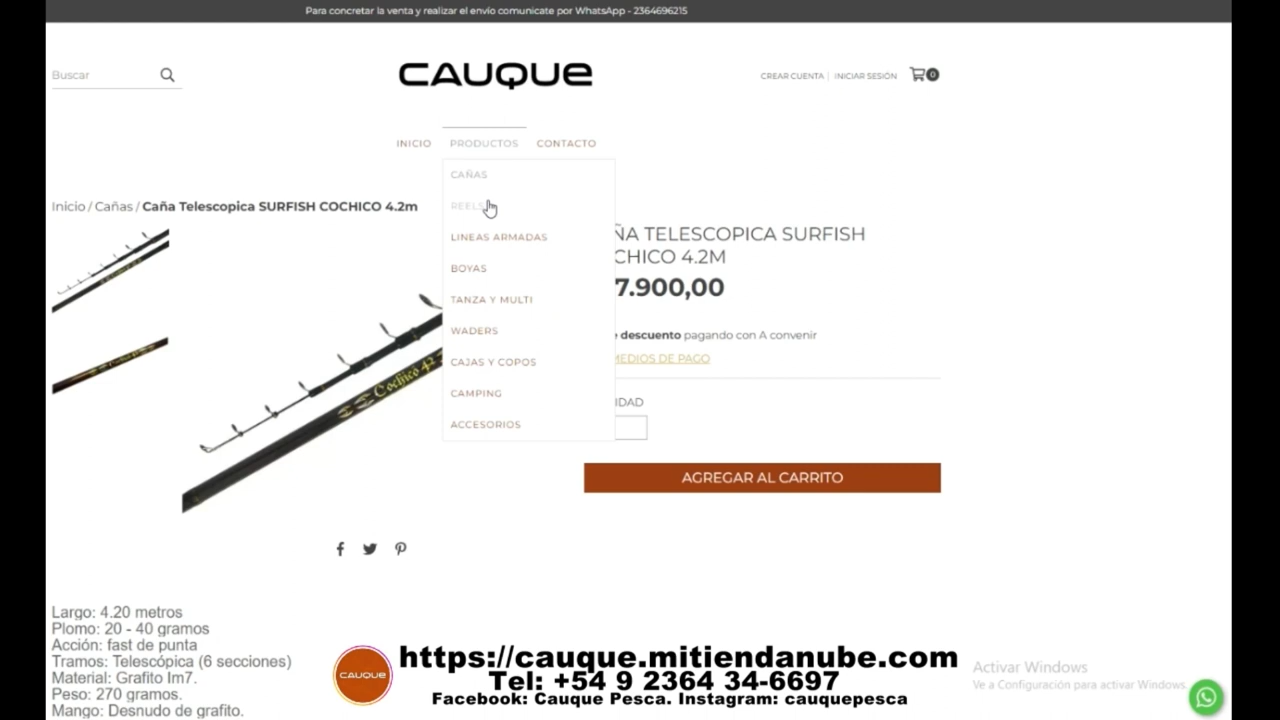 Para concretar la venta y realizar el envío comunicate por WhatsApp - 2364696215
Buscar
CAUQUE
CREAR CUENTA | INICIAR SESIÓN
0
INICIO PRODUCTOS CONTACTO
CAÑAS
REELS
LINEAS ARMADAS
BOYAS
TANZA Y MULTI
WADERS
CAJAS Y COPOS
CAMPING
ACCESORIOS
Inicio / Cañas / Caña Telescopica SURFISH COCHICO 4.2m
ÑA TELESCOPICA SURFISH
CHICO 4.2M
7.900,00
descuento pagando con A convenir
MEDIOS DE PAGO
IDAD
AGREGAR AL CARRITO
Cochico 4.2
Largo: 4.20 metros
Plomo: 20 - 40 gramos
Acción: fast de punta
Tramos: Telescópica (6 secciones)
Material: Grafito Im7.
Peso: 270 gramos.
Mango: Desnudo de grafito.
CAUQUE
https://cauque.mitiendanube.com
Tel: +54 9 2364 34-6697
Facebook: Cauque Pesca. Instagram: cauquepesca
Activar Windows
Ve a Configuración para activar Windows.